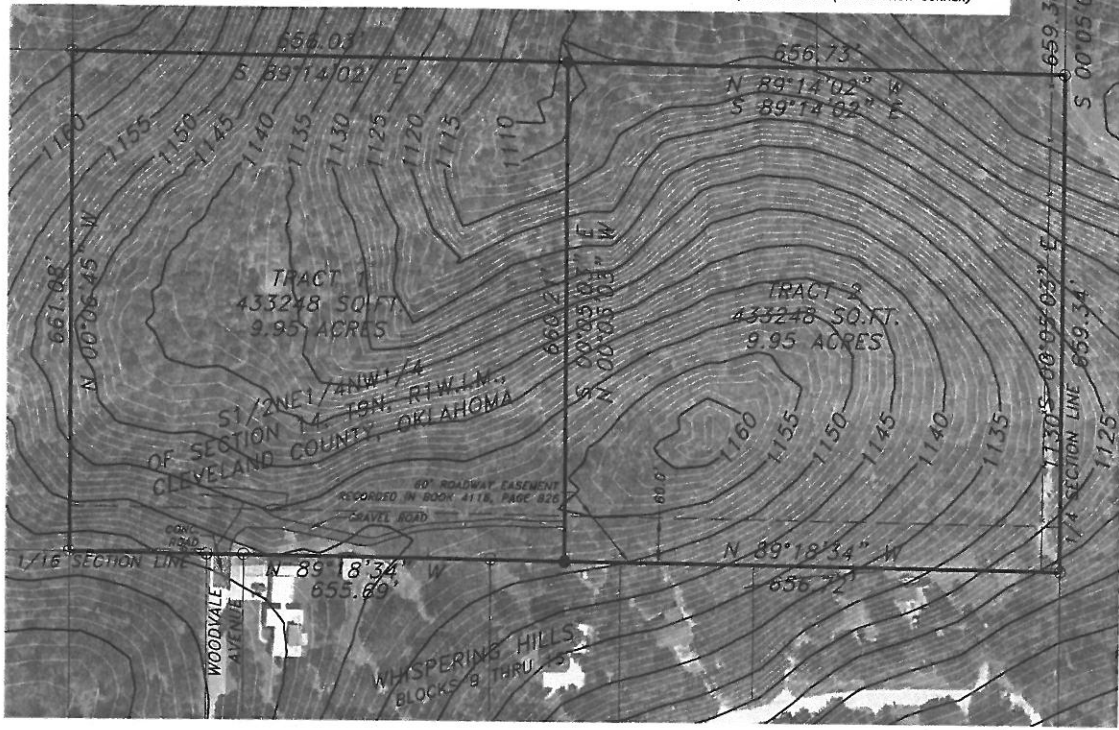 656.03'
S 89°14'02" E
656.73'
N 89°14'02" W
S 89°14'02" E
659.3
S 00°05'0
1160
1155
1150
1145
1140
1135
1130
1125
1120
1115
1110
661.08'
N 00°06'45" W
TRACT 1
433248 SQ.FT.
9.95 ACRES
660.21'
S 00°05'03" E
N 00°05'03" W
TRACT 2
433248 SQ.FT.
9.95 ACRES
S 00°05'03" E
659.34'
1/4 SECTION LINE
S1/2NE1/4NW1/4
OF SECTION 14, T9N, R1W.I.M.,
CLEVELAND COUNTY, OKLAHOMA
1160
1155
1150
1145
1140
1135
1130
1125
60' ROADWAY EASEMENT
RECORDED IN BOOK 4118, PAGE 826
GRAVEL ROAD
60.0'
CONC.
ROAD
1/16 SECTION LINE
N 89°18'34" W
655.69'
N 89°18'34" W
656.72'
WOODVALE
AVENUE
WHISPERING HILLS
BLOCKS 9 THRU 15